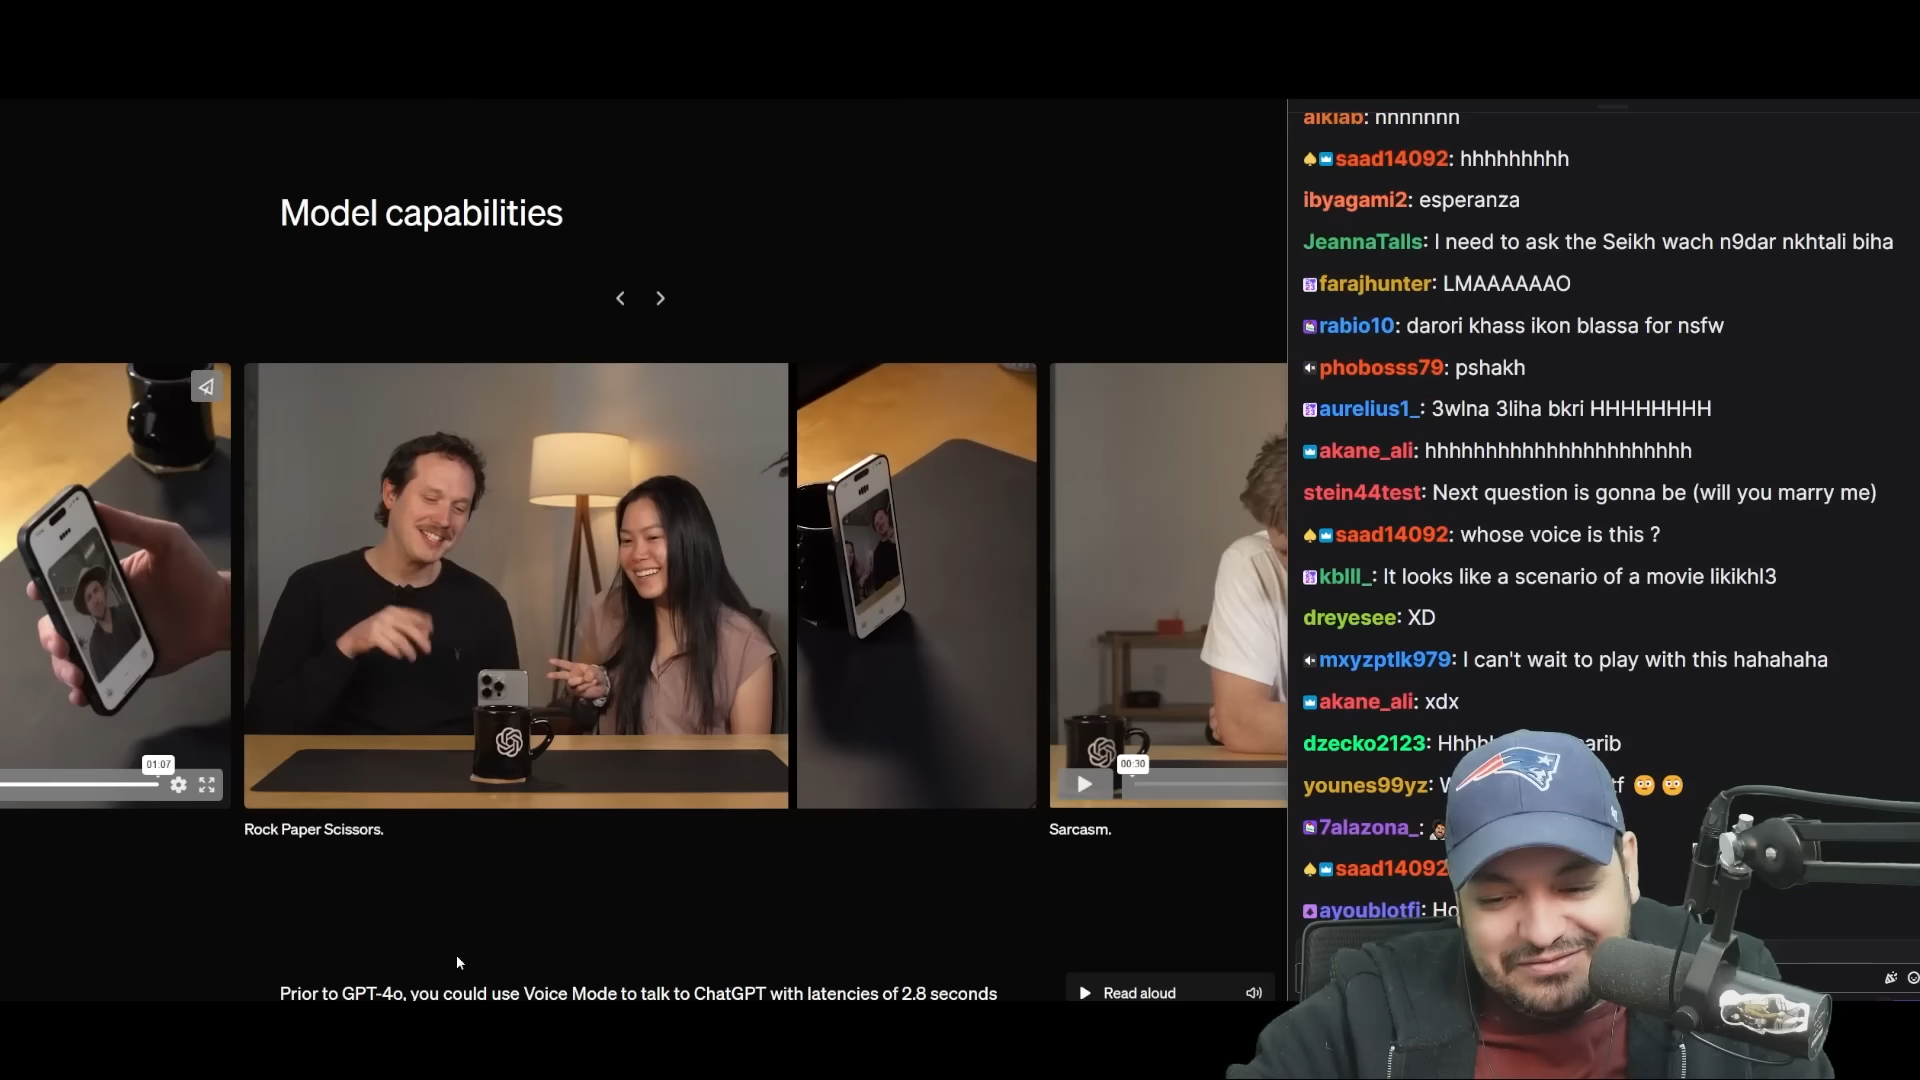 Model capabilities
01:07
Rock Paper Scissors.
00:30
Sarcasm.
Prior to GPT-4o, you could use Voice Mode to talk to ChatGPT with latencies of 2.8 seconds
Read aloud
aiklab: hhhhhhh
saad14092: hhhhhhhhh
ibyagami2: esperanza
JeannaTalls: I need to ask the Seikh wach n9dar nkhtali biha
farajhunter: LMAAAAAAO
rabio10: darori khass ikon blassa for nsfw
phobosss79: pshakh
aurelius1_: 3wlna 3liha bkri HHHHHHHH
akane_ali: hhhhhhhhhhhhhhhhhhhhhh
stein44test: Next question is gonna be (will you marry me)
saad14092: whose voice is this ?
kblll_: It looks like a scenario of a movie likikhl3
dreyesee: XD
mxyzptlk979: I can't wait to play with this hahahaha
akane_ali: xdx
dzecko2123:
younes99yz: 😳 😳
7alazona_:
saad14092
ayoublotfi: